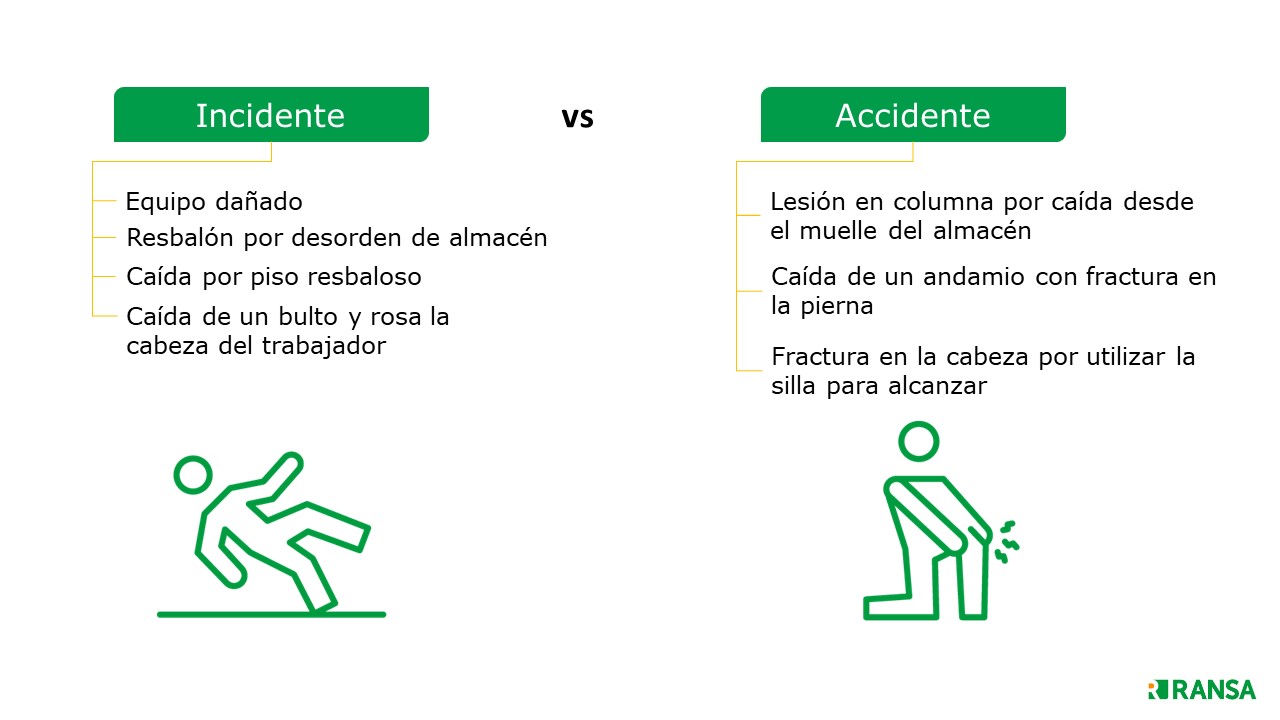 Incidente
vs
Accidente
Equipo dañado
Resbalón por desorden de almacén
Caída por piso resbaloso
Caída de un bulto y rosa la
cabeza del trabajador
Lesión en columna por caída desde
el muelle del almacén
Caída de un andamio con fractura en
la pierna
Fractura en la cabeza por utilizar la
silla para alcanzar
RANSA